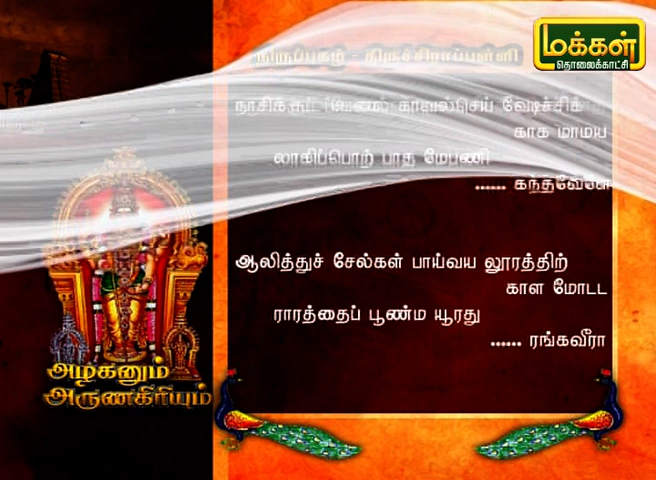 மக்கள்
தொலைக்காட்சி
திருப்புகழ் - திருச்சிராப்பள்ளி
செய் வேடிச்சிக்
காக மாமய
லாகிப்பொற் பாத மேபணி
...... கந்தவேளே
ஆலித்துச் சேல்கள் பாய்வய லூரத்திற்
காள மோடட
ராரத்தைப் பூண்ம யூரது
...... ரங்கவீரா
அழகனும்
அருணகிரியும்